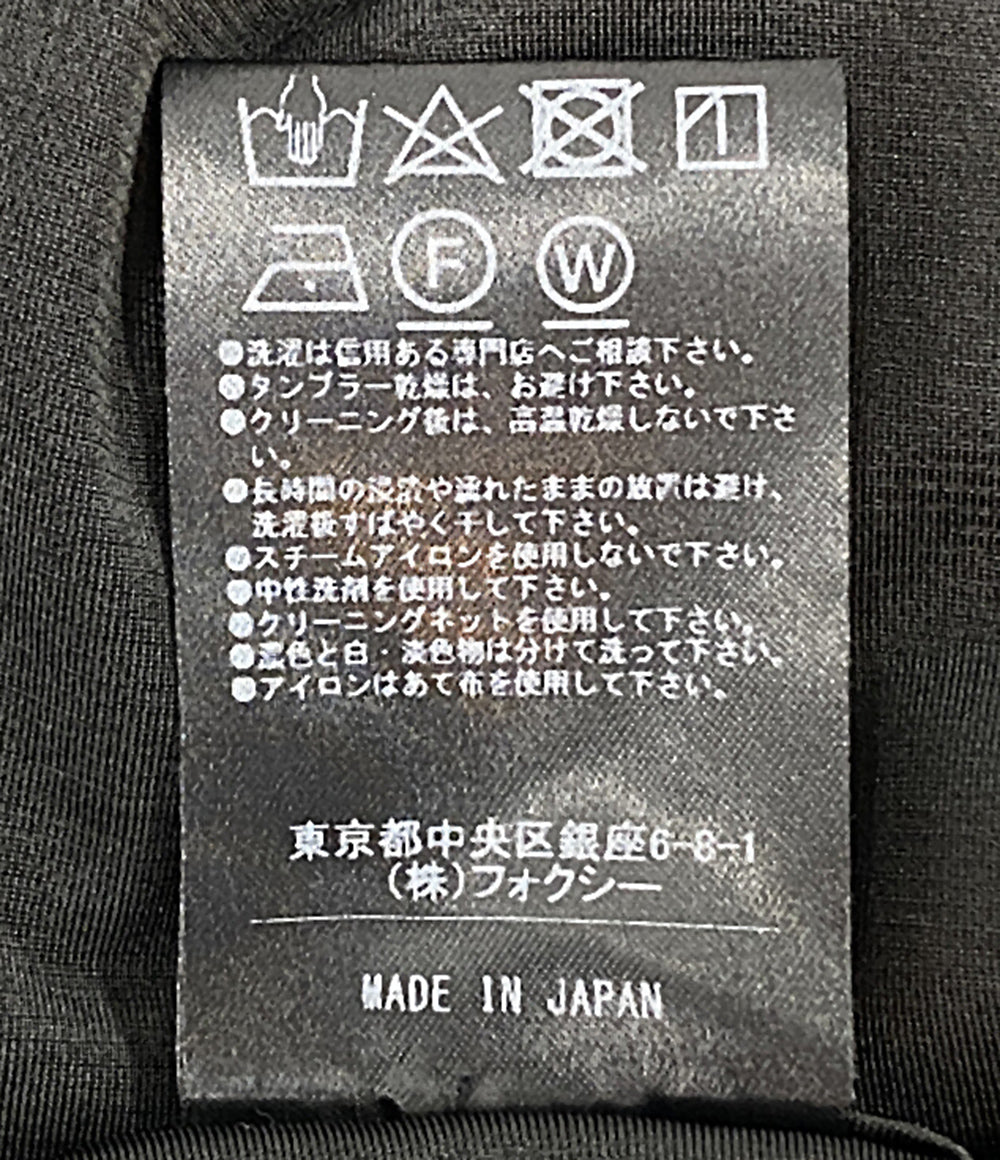 F W
●洗濯は信用ある専門店へご相談下さい。
●タンブラー乾燥は、お避け下さい。
●クリーニング後は、高温乾燥しないで下さ
い。
●長時間の浸漬や濡れたままの放置は避け、
洗濯後すばやく干して下さい。
●スチームアイロンを使用しないで下さい。
●中性洗剤を使用して下さい。
●クリーニングネットを使用して下さい。
●濃色と白・淡色物は分けて洗って下さい。
●アイロンはあて布を使用して下さい。
東京都中央区銀座6-8-1
(株)フォクシー
MADE IN JAPAN